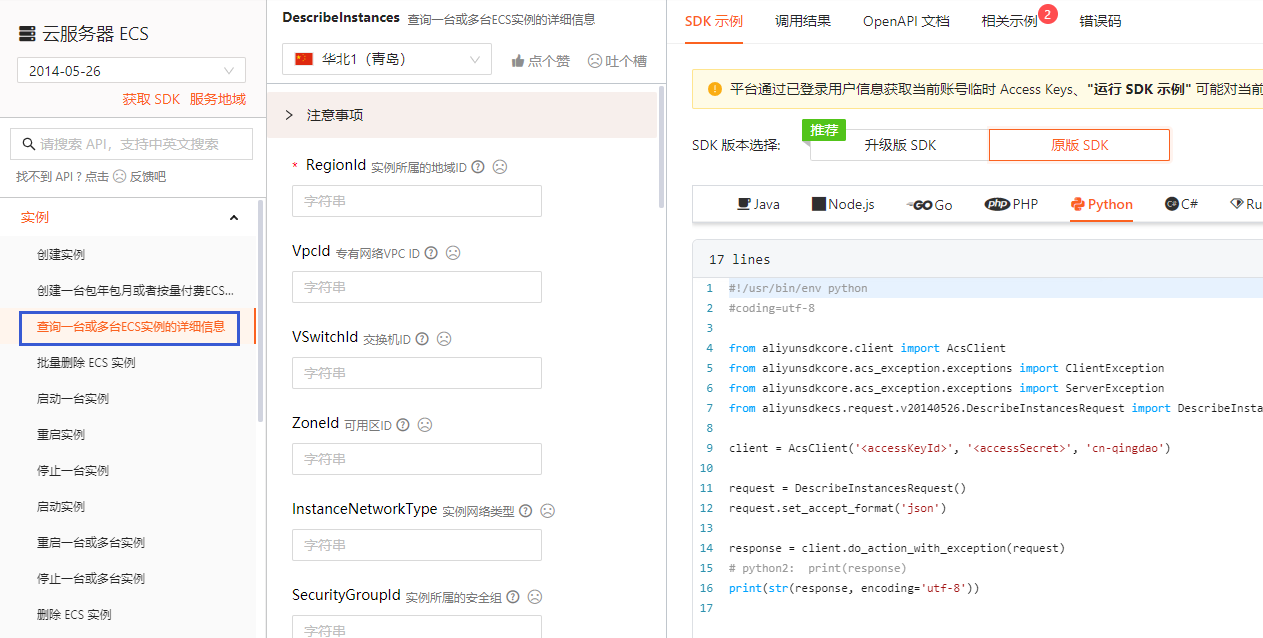 云服务器 ECS
2014-05-26
获取 SDK 服务地域
请搜索 API，支持中英文搜索
找不到 API ? 点击 反馈吧
实例
创建实例
创建一台包年包月或者按量付费ECS...
查询一台或多台ECS实例的详细信息
批量删除 ECS 实例
启动一台实例
重启实例
停止一台实例
启动实例
重启一台或多台实例
停止一台或多台实例
删除 ECS 实例
DescribeInstances 查询一台或多台ECS实例的详细信息
华北1（青岛） 点个赞 吐个槽
注意事项
* RegionId 实例所属的地域ID
字符串
VpcId 专有网络VPC ID
字符串
VSwitchId 交换机ID
字符串
ZoneId 可用区ID
字符串
InstanceNetworkType 实例网络类型
字符串
SecurityGroupId 实例所属的安全组
字符串
SDK 示例 调用结果 OpenAPI 文档 相关示例 2 错误码
平台通过已登录用户信息获取当前账号临时 Access Keys、"运行 SDK 示例" 可能对当前
SDK 版本选择: 推荐 升级版 SDK 原版 SDK
Java Node.js GO Go php PHP Python C# Ru
17 lines
1 #!/usr/bin/env python
2 #coding=utf-8
3
4 from aliyunsdkcore.client import AcsClient
5 from aliyunsdkcore.acs_exception.exceptions import ClientException
6 from aliyunsdkcore.acs_exception.exceptions import ServerException
7 from aliyunsdkecs.request.v20140526.DescribeInstancesRequest import DescribeInsta
8
9 client = AcsClient('<accessKeyId>', '<accessSecret>', 'cn-qingdao')
10
11 request = DescribeInstancesRequest()
12 request.set_accept_format('json')
13
14 response = client.do_action_with_exception(request)
15 # python2: print(response)
16 print(str(response, encoding='utf-8'))
17